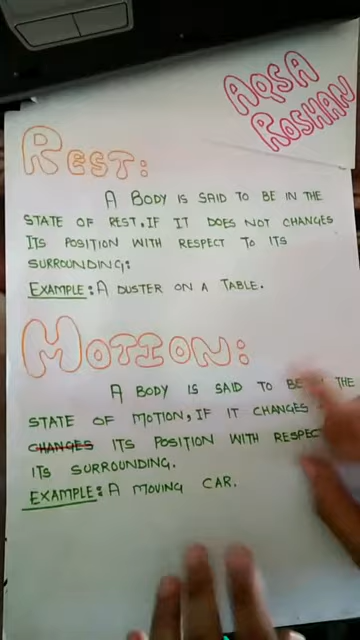 AQSA
ROSHAN
REST:
A BODY IS SAID TO BE IN THE
STATE OF REST, IF IT DOES NOT CHANGES
ITS POSITION WITH RESPECT TO ITS
SURROUNDING:
EXAMPLE: A DUSTER ON A TABLE.
MOTION:
A BODY IS SAID TO BE THE
STATE OF MOTION, IF IT CHANGES
CHANGES ITS POSITION WITH RESPECT
ITS SURROUNDING.
EXAMPLE: A MOVING CAR.